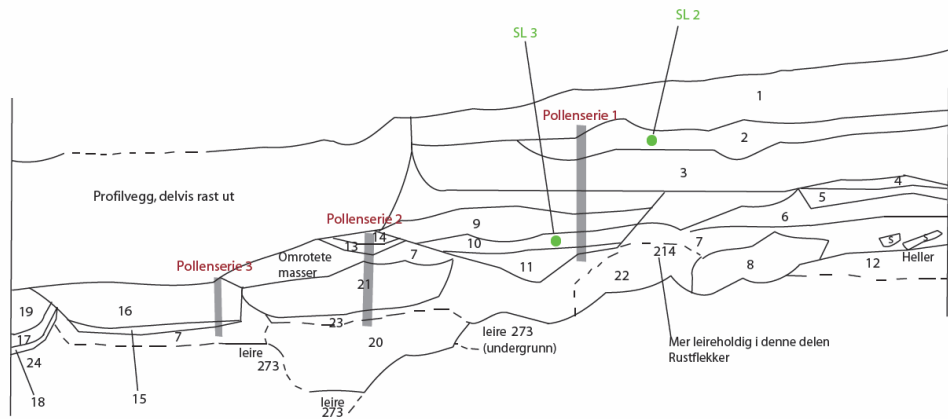 SL 2
SL 3
1
Pollenserie 1
2
3
4
5
Profilvegg, delvis rast ut
Pollenserie 2
9
6
14
13
10
7
7
214
S
S
Omrotete
masser
Heller
Pollenserie 3
11
22
8
12
21
19
16
23
17
7
20
leire 273
(undergrunn)
Mer leireholdig i denne delen
Rustflekker
24
leire
273
18
15
leire
273